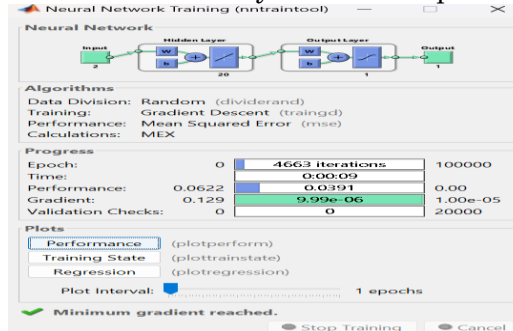 Neural Network Training (nntraintool)
Neural Network
Hidden Layer
Output Layer
Input
Output
W
W
b
b
2
20
1
1
Algorithms
Data Division: Random (dividerand)
Training: Gradient Descent (traingd)
Performance: Mean Squared Error (mse)
Calculations: MEX
Progress
Epoch: 0 4663 iterations 100000
Time: 0:00:09
Performance: 0.0622 0.0391 0.00
Gradient: 0.129 9.99e-06 1.00e-05
Validation Checks: 0 0 20000
Plots
Performance (plotperform)
Training State (plottrainstate)
Regression (plotregression)
Plot Interval: 1 epochs
Minimum gradient reached.
Stop Training Cancel